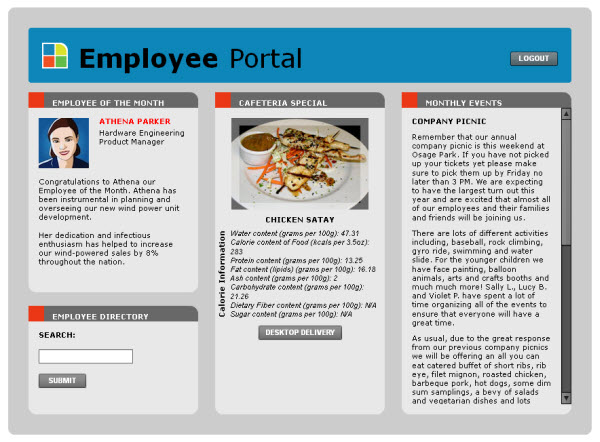 Employee Portal
LOGOUT
EMPLOYEE OF THE MONTH
ATHENA PARKER
Hardware Engineering
Product Manager
Congratulations to Athena our
Employee of the Month. Athena has
been instrumental in planning and
overseeing our new wind power unit
development.
Her dedication and infectious
enthusiasm has helped to increase
our wind-powered sales by 8%
throughout the nation.
EMPLOYEE DIRECTORY
SEARCH:
SUBMIT
CAFETERIA SPECIAL
CHICKEN SATAY
Calorie Information
Water content (grams per 100g): 47.31
Calorie content of Food (kcals per 3.5oz):
283
Protein content (grams per 100g): 13.25
Fat content (lipids) (grams per 100g): 16.18
Ash content (grams per 100g): 2
Carbohydrate content (grams per 100g):
21.26
Dietary Fiber content (grams per 100g): N/A
Sugar content (grams per 100g): N/A
DESKTOP DELIVERY
MONTHLY EVENTS
COMPANY PICNIC
Remember that our annual
company picnic is this weekend at
Osage Park. If you have not picked
up your tickets yet please make
sure to pick them up by Friday no
later than 3 PM. We are expecting
to have the largest turn out this
year and are excited that almost all
of our employees and their families
and friends will be joining us.
There are lots of different activities
including, baseball, rock climbing,
gyro ride, swimming and water
slide. For the younger children we
have face painting, balloon
animals, arts and crafts booths and
much much more! Sally L., Lucy B.
and Violet P. have spent a lot of
time organizing all of the events to
ensure that everyone will have a
great time.
As usual, due to the great response
from our previous company picnics
we will be offering an all you can
eat catered buffet of short ribs, rib
eye, filet mignon, roasted chicken,
barbeque pork, hot dogs, some dim
sum samplings, a bevy of salads
and vegetarian dishes and lots